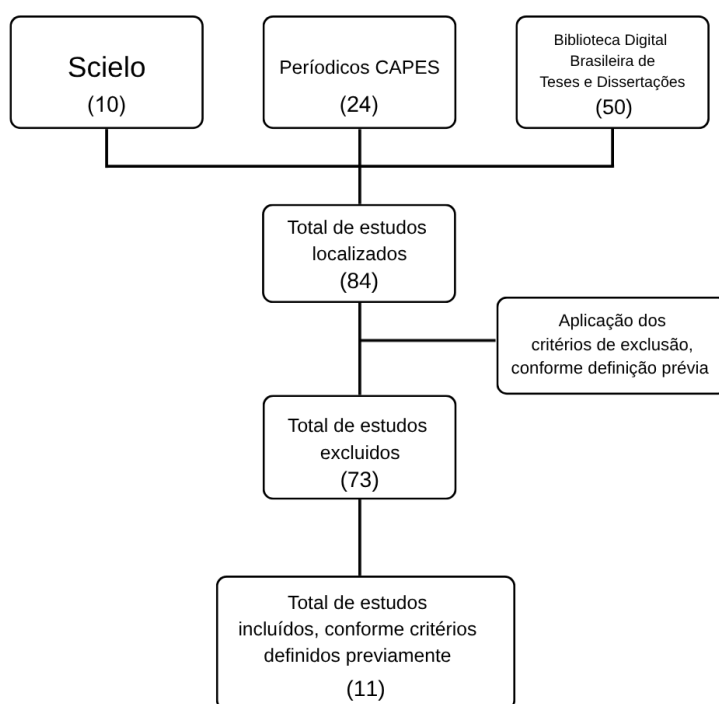 Scielo
(10)
Períodicos CAPES
(24)
Biblioteca Digital
Brasileira de
Teses e Dissertações
(50)
Total de estudos
localizados
(84)
Aplicação dos
critérios de exclusão,
conforme definição prévia
Total de estudos
excluidos
(73)
Total de estudos
incluídos, conforme critérios
definidos previamente
(11)